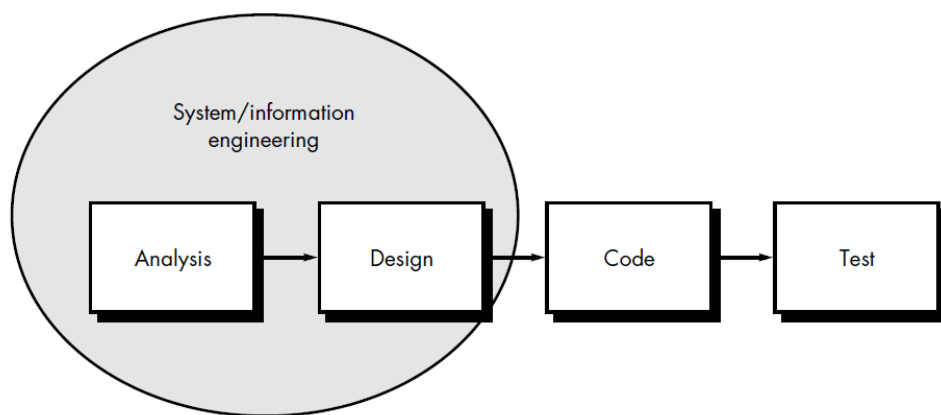 System/information
engineering
Analysis
Design
Code
Test